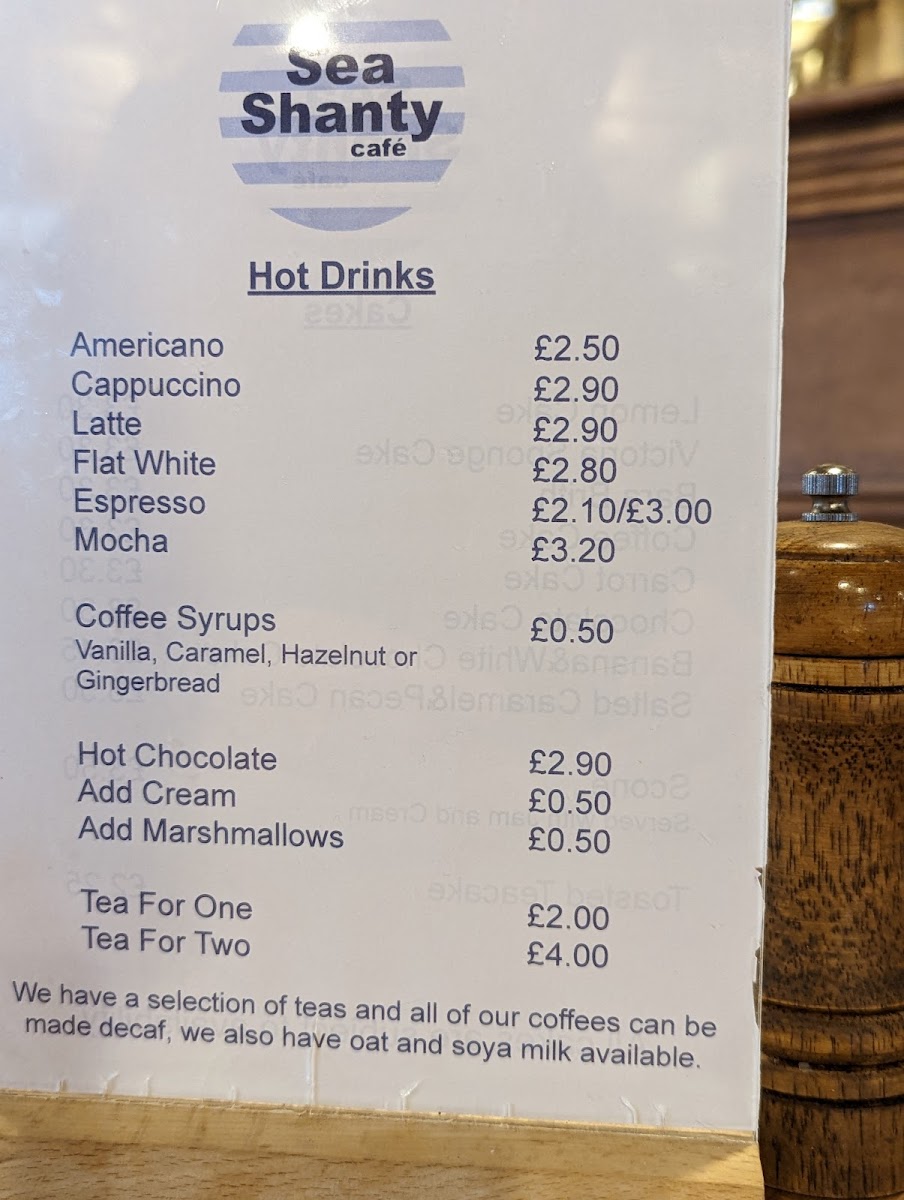 Sea
Shanty
café
Hot Drinks
Americano £2.50
Cappuccino £2.90
Latte £2.90
Flat White £2.80
Espresso £2.10/£3.00
Mocha £3.20
Coffee Syrups £0.50
Vanilla, Caramel, Hazelnut or
Gingerbread
Hot Chocolate £2.90
Add Cream £0.50
Add Marshmallows £0.50
Tea For One £2.00
Tea For Two £4.00
We have a selection of teas and all of our coffees can be
made decaf, we also have oat and soya milk available.